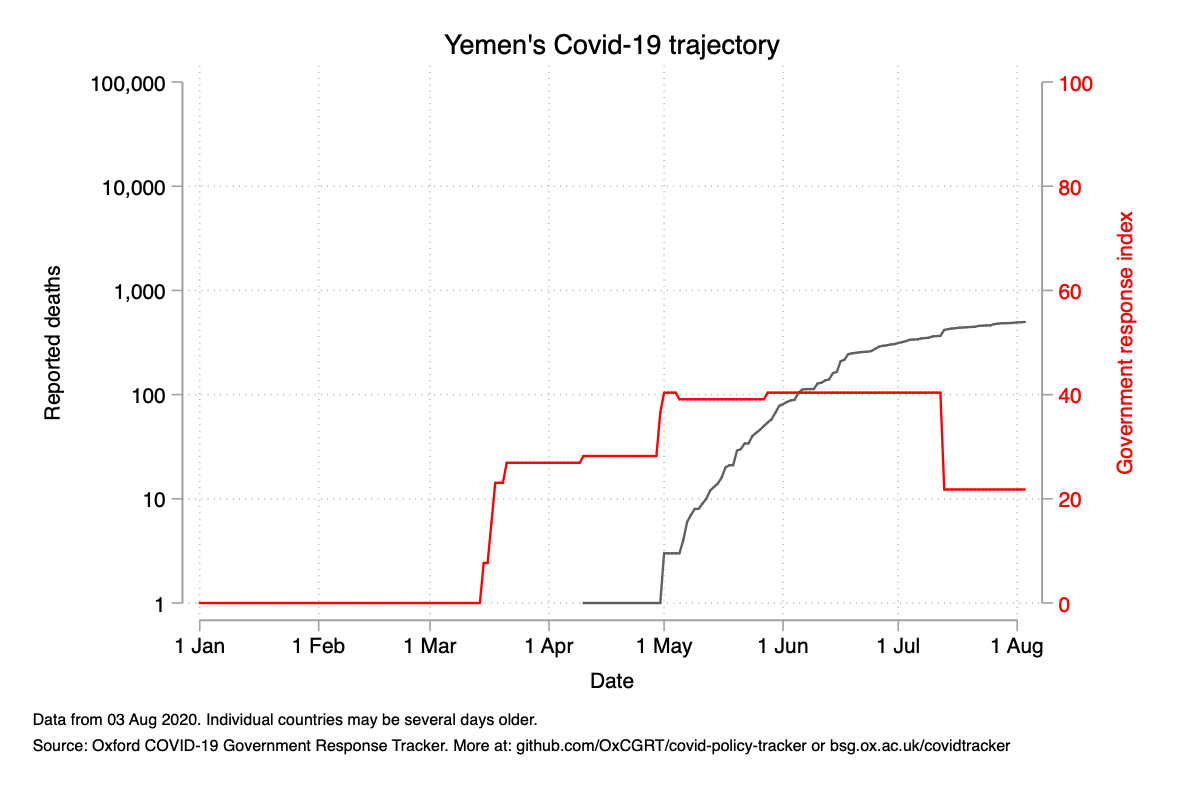 Yemen's Covid-19 trajectory
100,000
10,000
1,000
100
10
1
Reported deaths
100
80
60
40
20
0
Government response index
1 Jan 1 Feb 1 Mar 1 Apr 1 May 1 Jun 1 Jul 1 Aug
Date
Data from 03 Aug 2020. Individual countries may be several days older.
Source: Oxford COVID-19 Government Response Tracker. More at: github.com/OxCGRT/covid-policy-tracker or bsg.ox.ac.uk/covidtracker